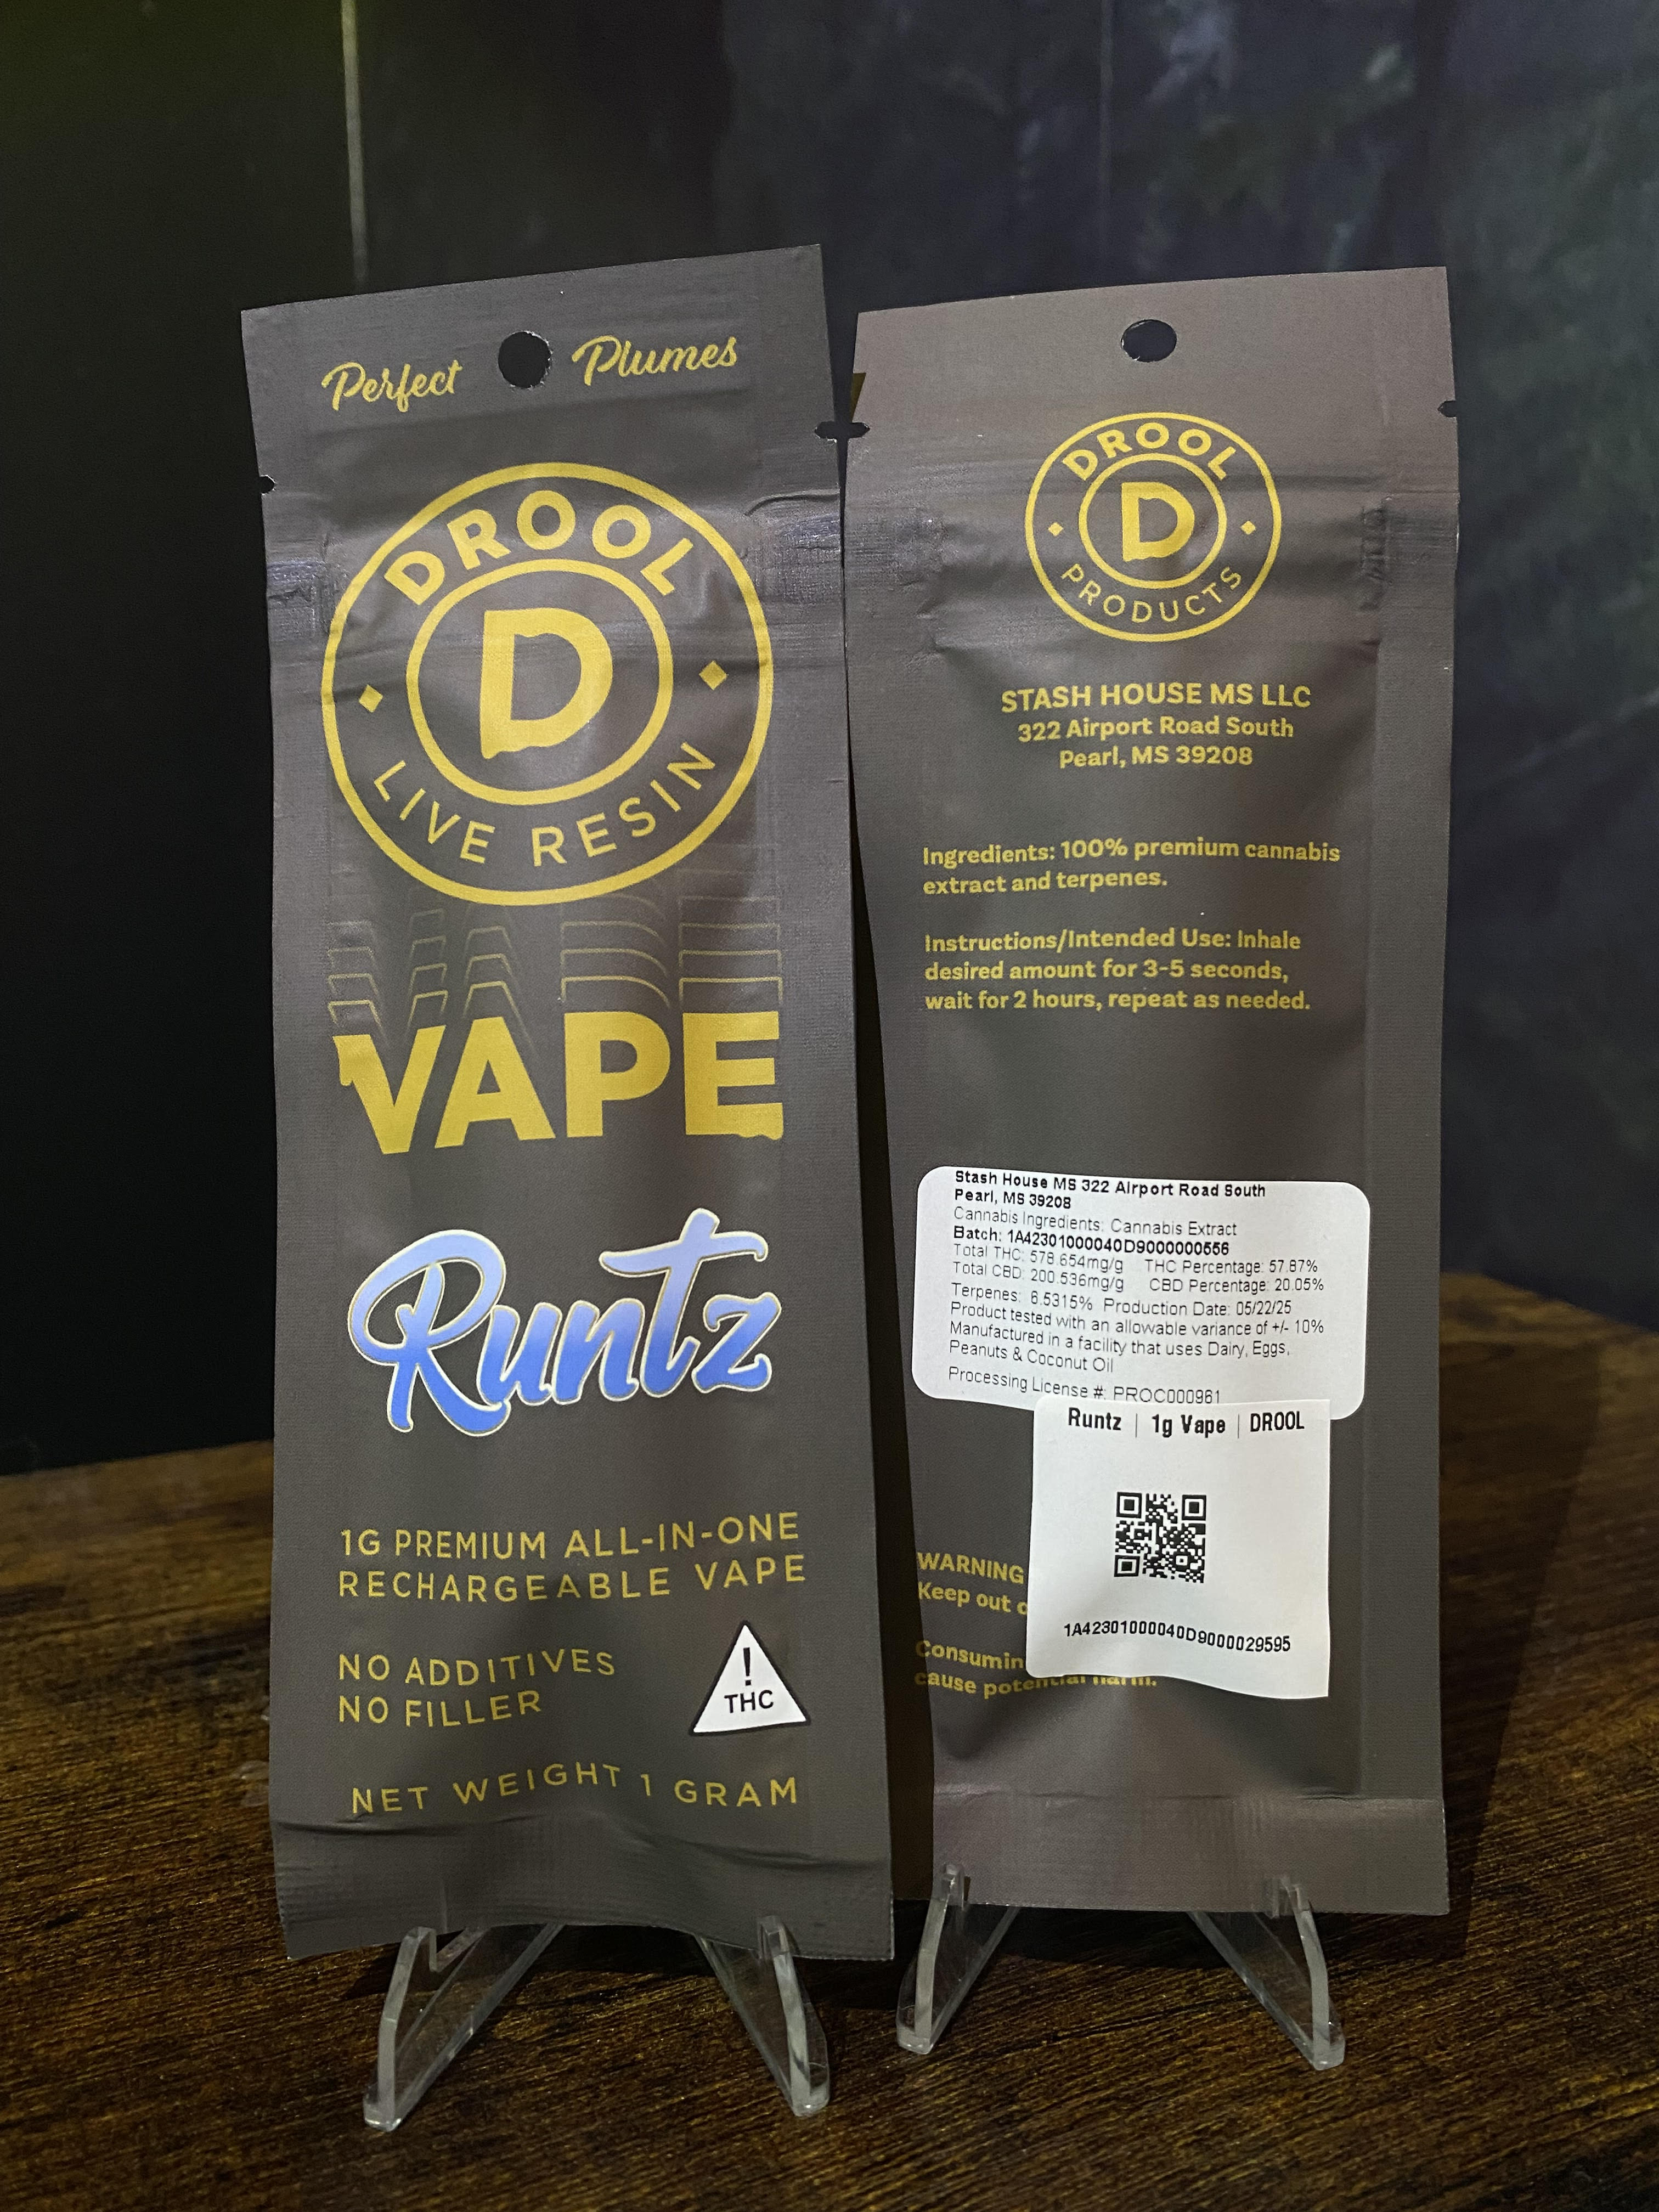 Perfect Plumes
DROOL
D
LIVE RESIN
VAPE
Runtz
1G PREMIUM ALL-IN-ONE
RECHARGEABLE VAPE
NO ADDITIVES
NO FILLER
!
THC
NET WEIGHT 1 GRAM
DROOL
D
PRODUCTS
STASH HOUSE MS LLC
322 Airport Road South
Pearl, MS 39208
Ingredients: 100% premium cannabis
extract and terpenes.
Instructions/Intended Use: Inhale
desired amount for 3-5 seconds,
wait for 2 hours, repeat as needed.
Stash House MS 322 Airport Road South
Pearl, MS 39208
Cannabis Ingredients: Cannabis Extract
Batch: 1A42301000040D9000000556
Total THC: 578.654mg/g THC Percentage: 57.87%
Total CBD: 200.536mg/g CBD Percentage: 20.05%
Terpenes: 6.5315% Production Date: 05/22/25
Product tested with an allowable variance of +/- 10%
Manufactured in a facility that uses Dairy, Eggs,
Peanuts & Coconut Oil
Processing License #: PROC000961
Runtz | 1g Vape | DROOL
1A42301000040D9000029595
WARNING
Keep out
cause potential harm.